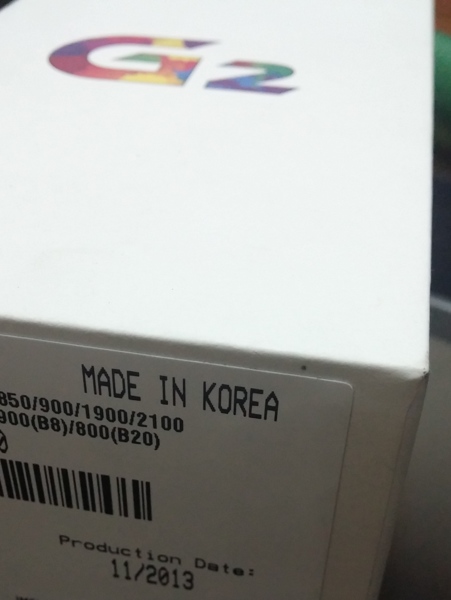 G2
MADE IN KOREA
850/900/1900/2100
900(B8)/800(B20)
Production Date:
11/2013